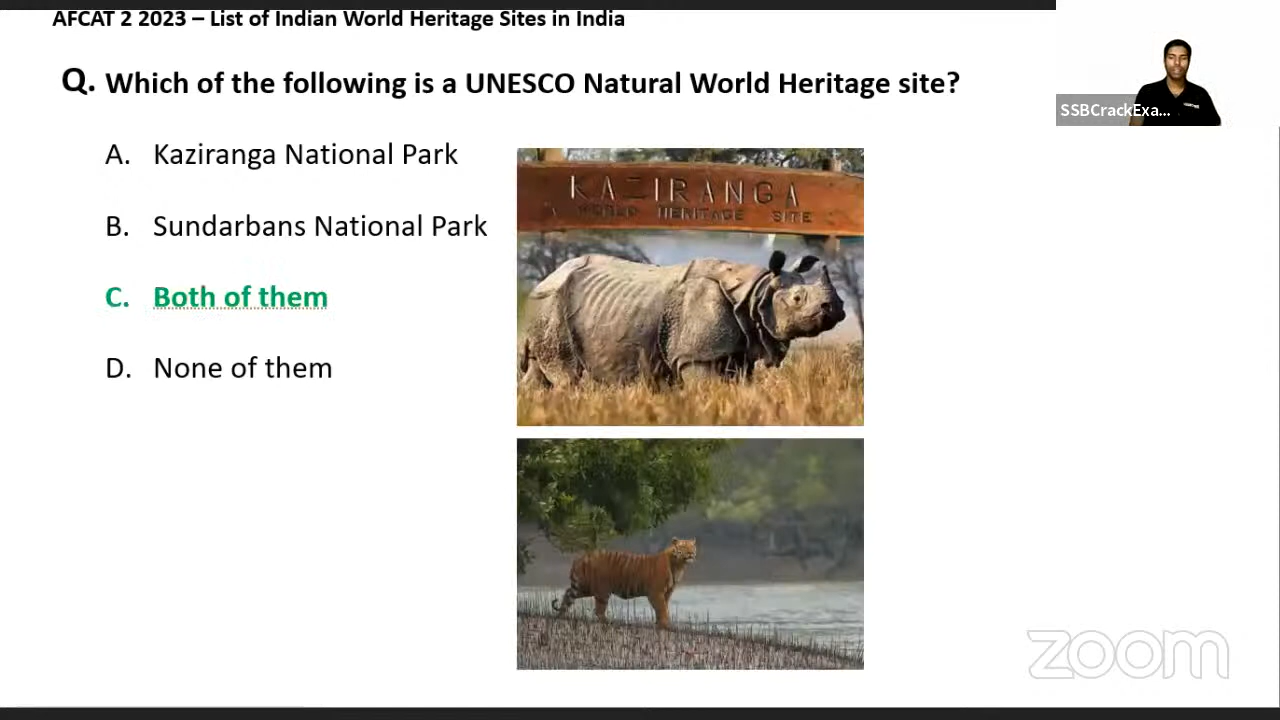 AFCAT 2 2023 – List of Indian World Heritage Sites in India
Q. Which of the following is a UNESCO Natural World Heritage site?
A. Kaziranga National Park
B. Sundarbans National Park
C. Both of them
D. None of them
KAZIRANGA
A WORLD HERITAGE SITE
SSBCrackExa...
zoom